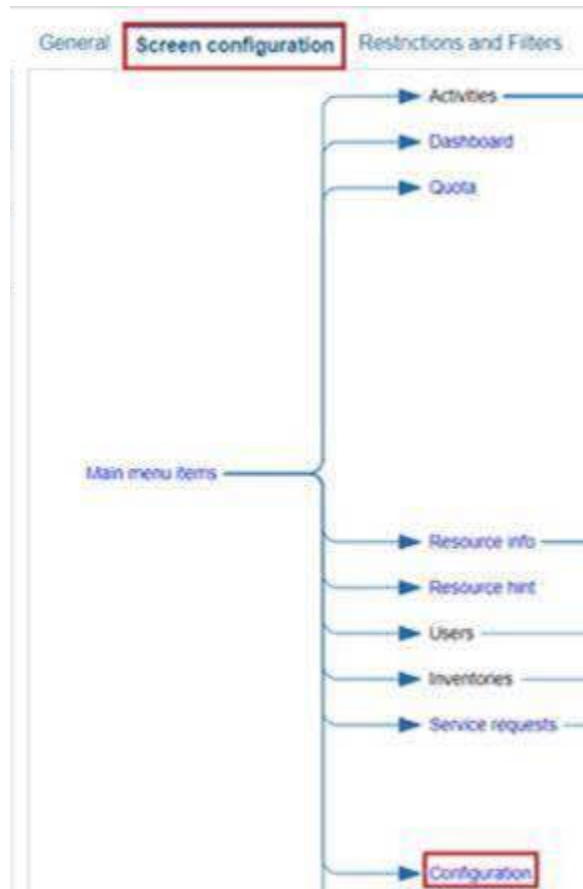 General Screen configuration Restrictions and Filters
Activities
Dashboard
Quota
Main menu items
Resource info
Resource hint
Users
Inventories
Service requests
Configuration